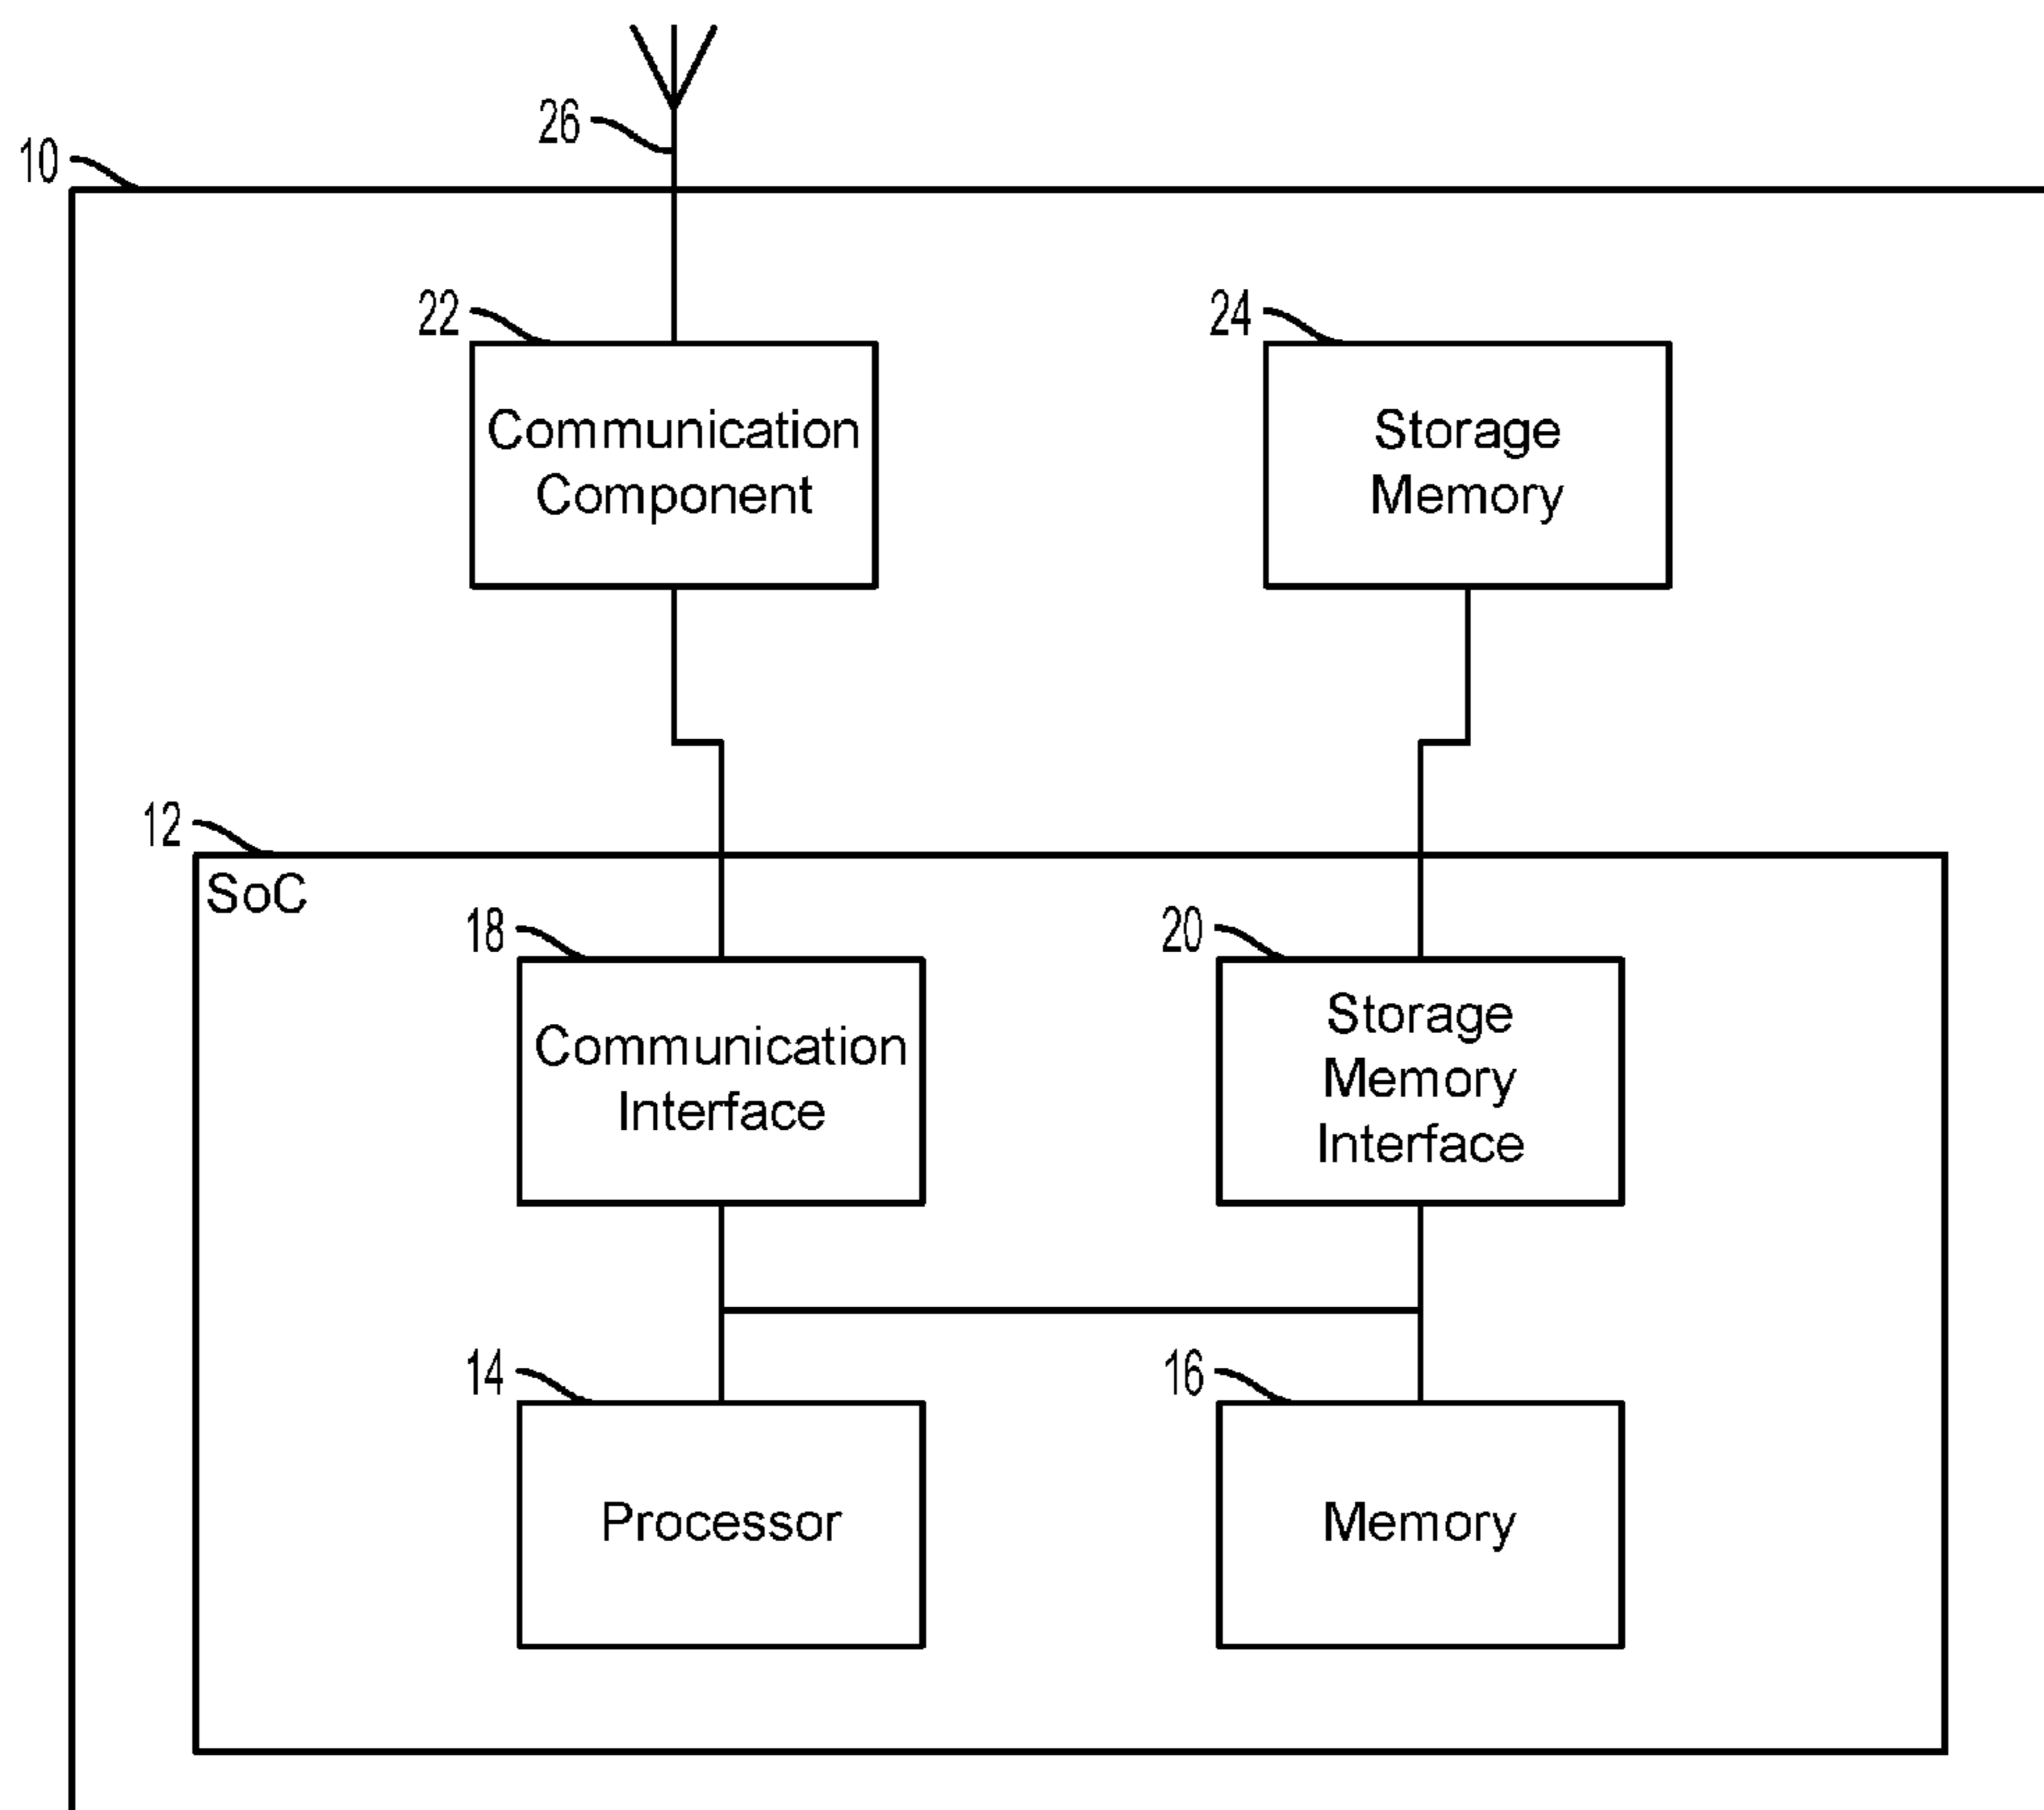 26
10
22
24
Communication
Component
Storage
Memory
12
SoC
18
20
Communication
Interface
Storage
Memory
Interface
14
16
Processor
Memory